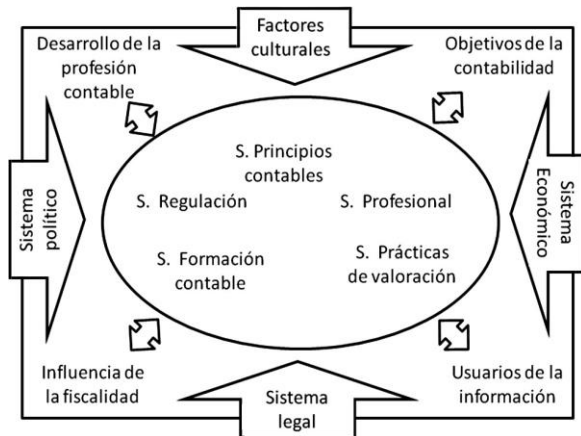 Factores
culturales
Desarrollo de la
profesión
contable
Objetivos de la
contabilidad
S. Principios
contables
S. Regulación
S. Profesional
Sistema
político
Sistema
Económico
S. Formación
contable
S. Prácticas
de valoración
Influencia de
la fiscalidad
Usuarios de la
información
Sistema
legal